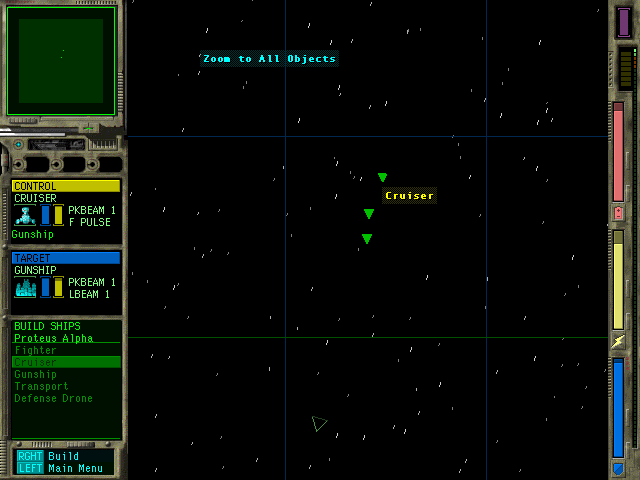 Zoom to All Objects
Cruiser
CONTROL
CRUISER
PKBEAM 1
F PULSE
Gunship
TARGET
GUNSHIP
PKBEAM 1
LBEAM 1
BUILD SHIPS
Proteus Alpha
Fighter
Cruiser
Gunship
Transport
Defense Drone
RGHT Build
LEFT Main Menu